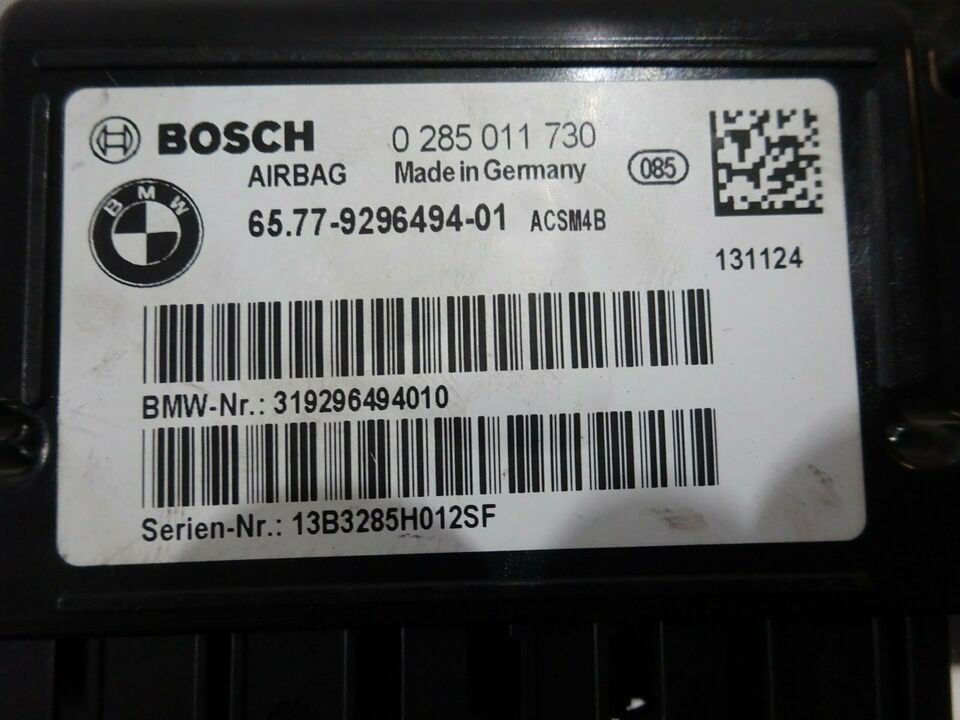 BOSCH 0 285 011 730
AIRBAG Made in Germany 085
BMW 65.77-9296494-01 ACSM4B
131124
BMW-Nr.: 319296494010
Serien-Nr.: 13B3285H012SF